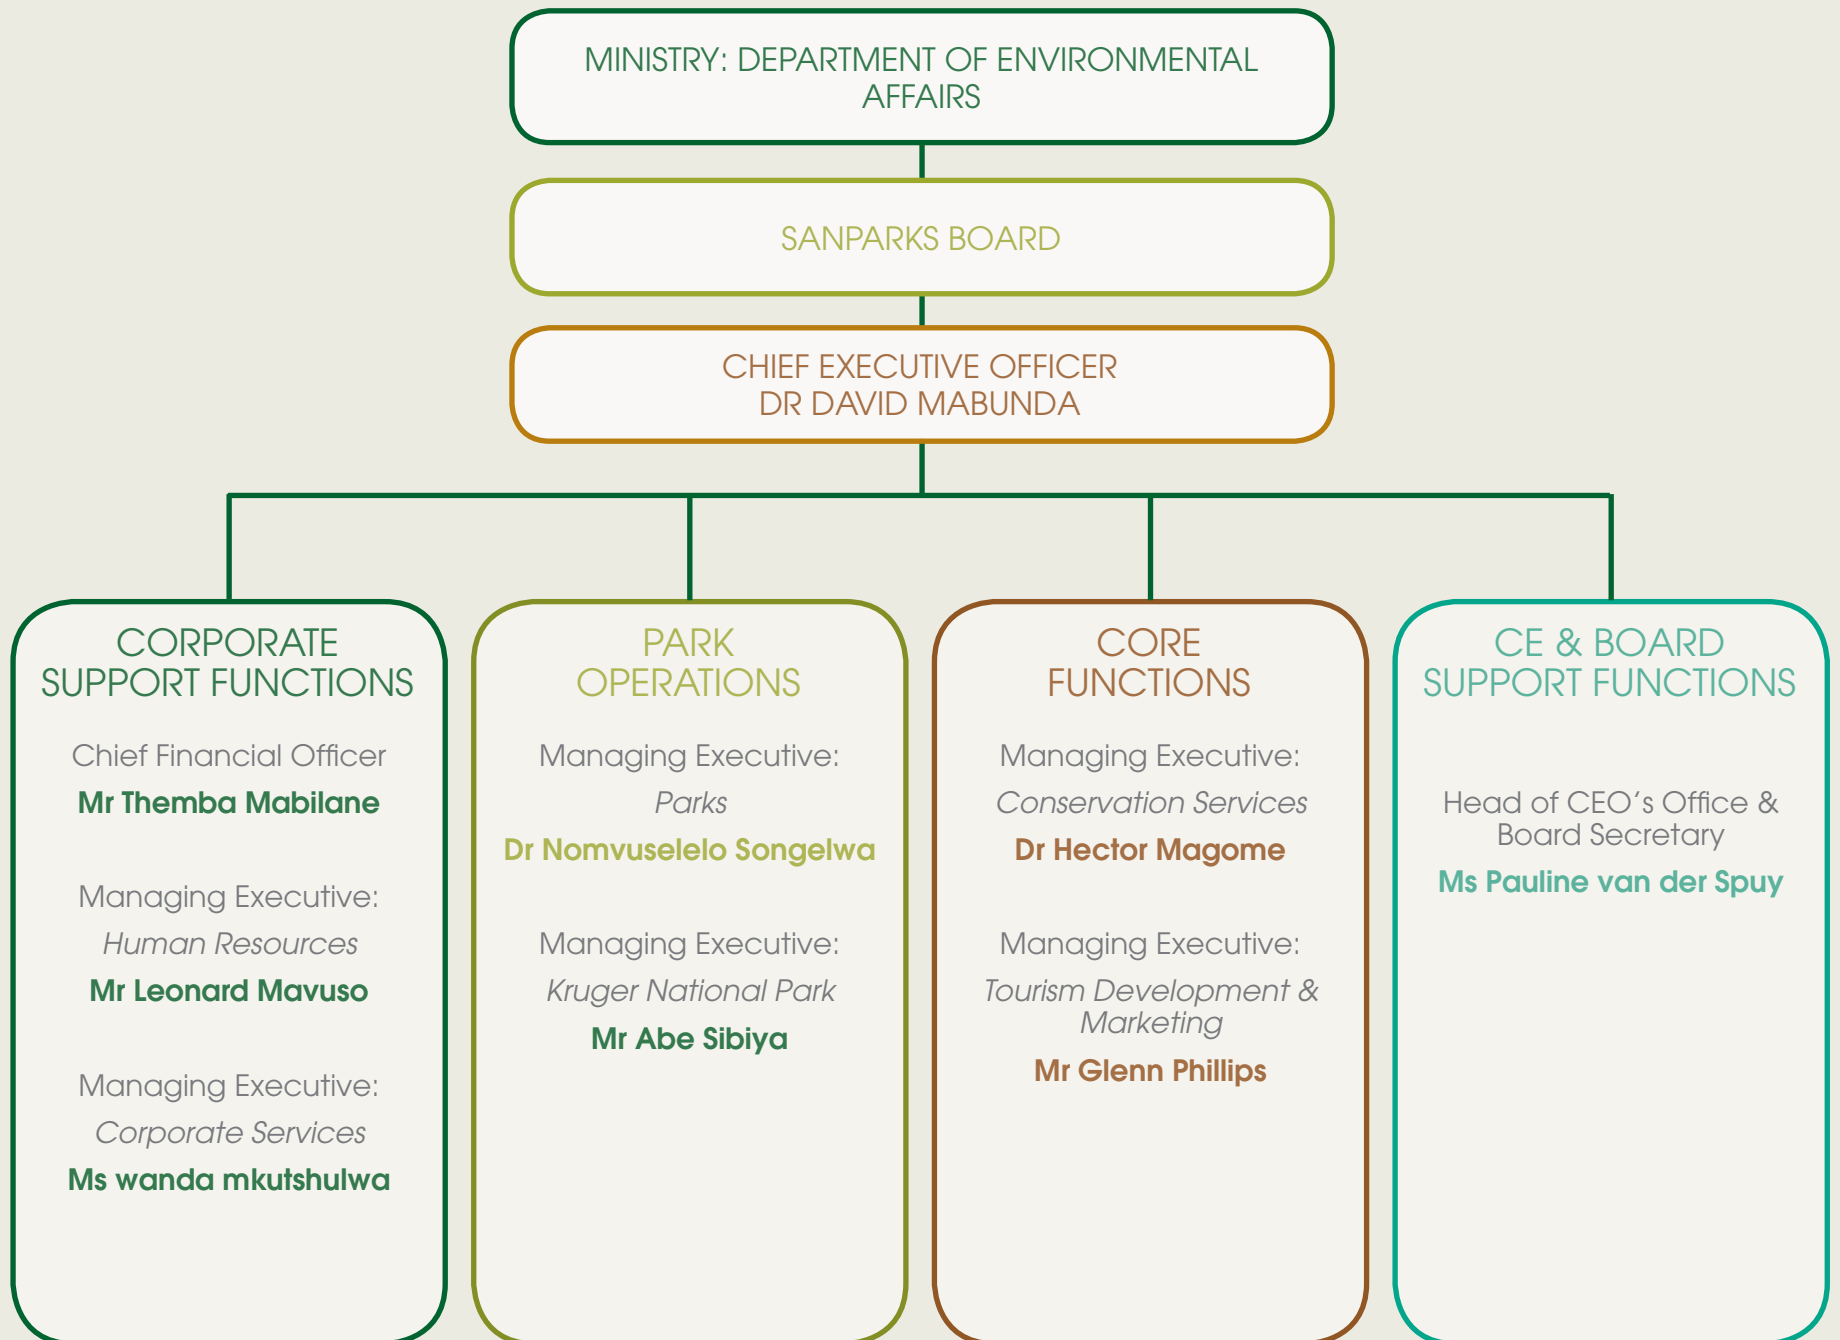 MINISTRY: DEPARTMENT OF ENVIRONMENTAL
AFFAIRS
SANPARKS BOARD
CHIEF EXECUTIVE OFFICER
DR DAVID MABUNDA
CORPORATE
SUPPORT FUNCTIONS
Chief Financial Officer
Mr Themba Mabilane
Managing Executive:
Human Resources
Mr Leonard Mavuso
Managing Executive:
Corporate Services
Ms wanda mkutshulwa
PARK
OPERATIONS
Managing Executive:
Parks
Dr Nomvuselelo Songelwa
Managing Executive:
Kruger National Park
Mr Abe Sibiya
CORE
FUNCTIONS
Managing Executive:
Conservation Services
Dr Hector Magome
Managing Executive:
Tourism Development &
Marketing
Mr Glenn Phillips
CE & BOARD
SUPPORT FUNCTIONS
Head of CEO’s Office &
Board Secretary
Ms Pauline van der Spuy